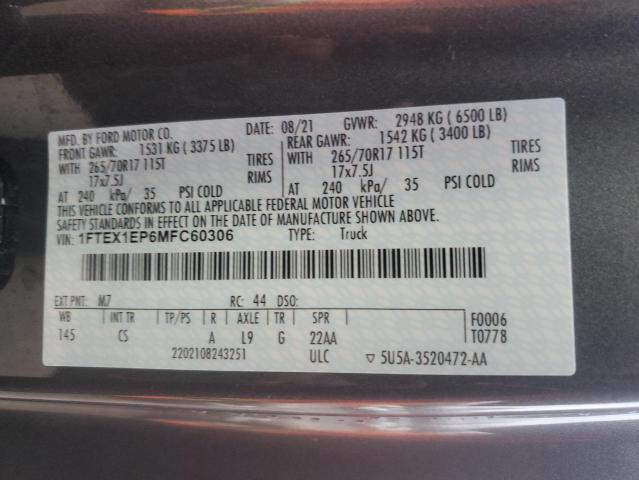 MFD. BY FORD MOTOR CO. DATE: 08/21 GVWR: 2948 KG ( 6500 LB)
FRONT GAWR: 1531 KG ( 3375 LB) REAR GAWR: 1542 KG ( 3400 LB)
WITH 265/70R17 115T TIRES WITH 265/70R17 115T TIRES
17x7.5J RIMS 17x7.5J RIMS
AT 240 kPa/ 35 PSI COLD AT 240 kPa/ 35 PSI COLD
THIS VEHICLE CONFORMS TO ALL APPLICABLE FEDERAL MOTOR VEHICLE
SAFETY STANDARDS IN EFFECT ON THE DATE OF MANUFACTURE SHOWN ABOVE.
VIN: 1FTEX1EP6MFC60306 TYPE: Truck
EXT PNT: M7 RC: 44 DSO:
WB INT TR TP/PS R AXLE TR SPR F0006
145 CS A L9 G 22AA T0778
2202108243251 ULC ▽ 5U5A-3520472-AA